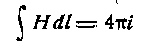 ∫ H dl = 4πi